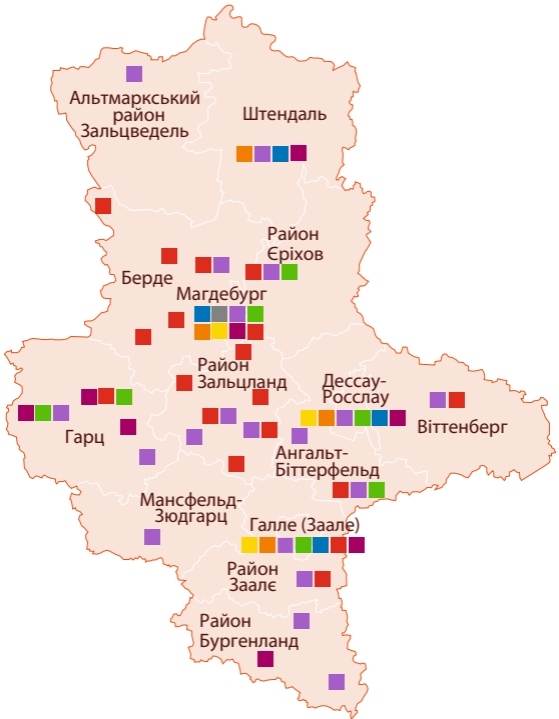 Альтмаркський
район
Зальцведель
Штендаль
Район
Єріхов
Берде
Магдебург
Район
Зальцланд
Дессау-
Росслау
Віттенберг
Гарц
Ангальт-
Біттерфельд
Мансфельд-
Зюдгарц
Галле (Заале)
Район
Заалє
Район
Бургенланд